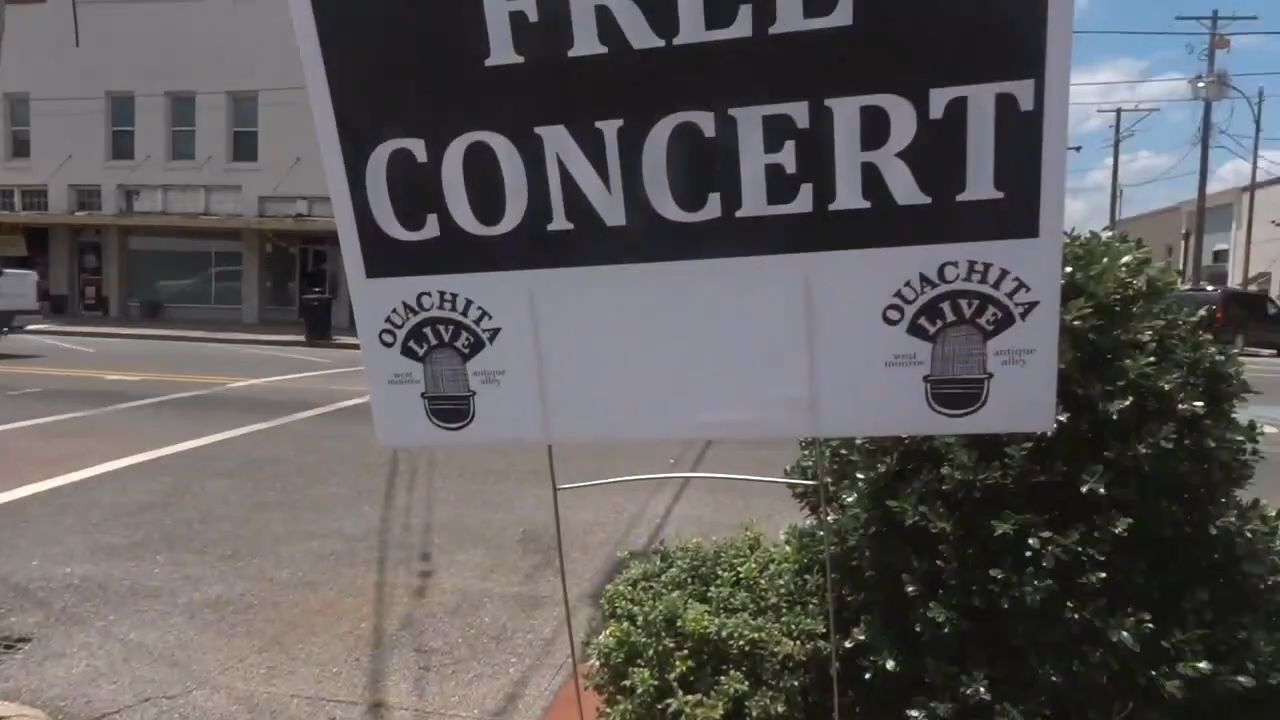 FREE
CONCERT
OUACHITA
LIVE
west monroe
antique alley
OUACHITA
LIVE
west monroe
antique alley